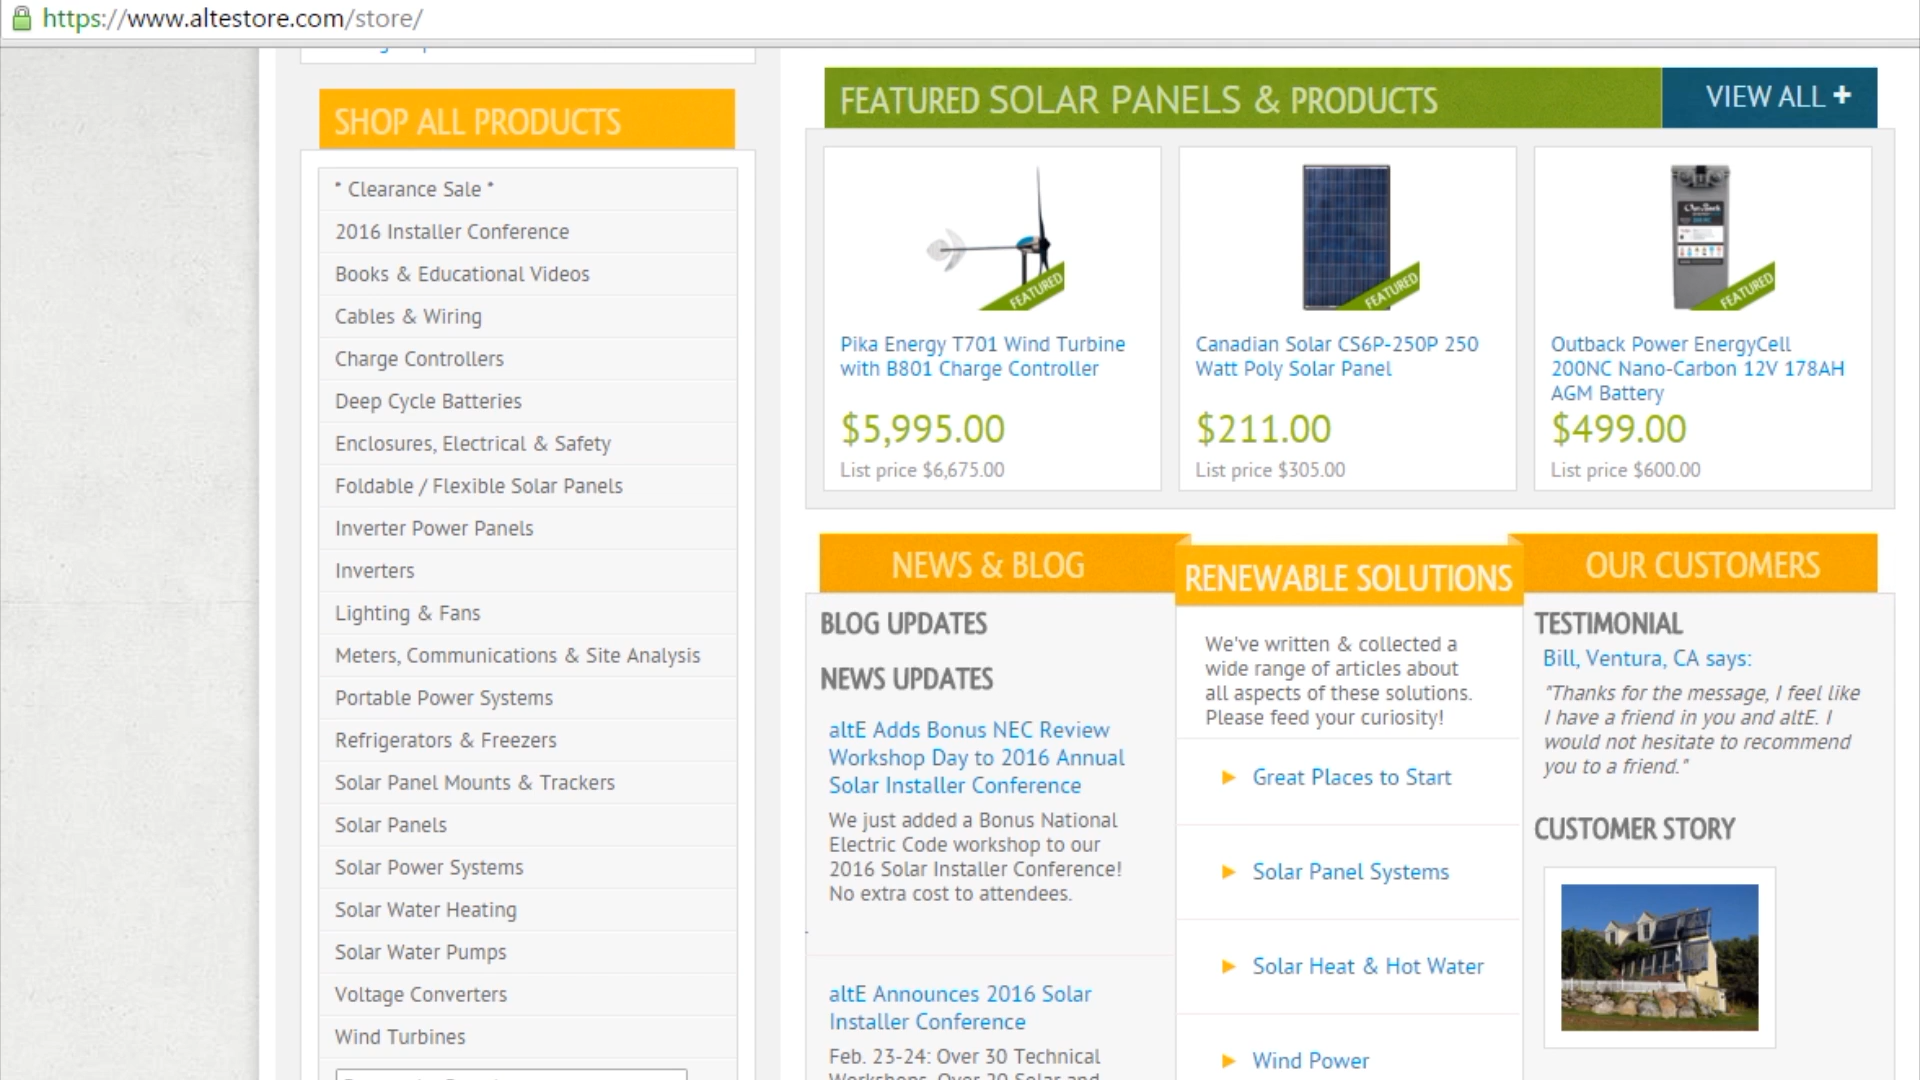 https://www.altestore.com/store/
SHOP ALL PRODUCTS
* Clearance Sale *
2016 Installer Conference
Books & Educational Videos
Cables & Wiring
Charge Controllers
Deep Cycle Batteries
Enclosures, Electrical & Safety
Foldable / Flexible Solar Panels
Inverter Power Panels
Inverters
Lighting & Fans
Meters, Communications & Site Analysis
Portable Power Systems
Refrigerators & Freezers
Solar Panel Mounts & Trackers
Solar Panels
Solar Power Systems
Solar Water Heating
Solar Water Pumps
Voltage Converters
Wind Turbines
FEATURED SOLAR PANELS & PRODUCTS
VIEW ALL +
FEATURED
Pika Energy T701 Wind Turbine
with B801 Charge Controller
$5,995.00
List price $6,675.00
FEATURED
Canadian Solar CS6P-250P 250
Watt Poly Solar Panel
$211.00
List price $305.00
OutBack
FEATURED
Outback Power EnergyCell
200NC Nano-Carbon 12V 178AH
AGM Battery
$499.00
List price $600.00
NEWS & BLOG
BLOG UPDATES
NEWS UPDATES
altE Adds Bonus NEC Review
Workshop Day to 2016 Annual
Solar Installer Conference
We just added a Bonus National
Electric Code workshop to our
2016 Solar Installer Conference!
No extra cost to attendees.
altE Announces 2016 Solar
Installer Conference
Feb. 23-24: Over 30 Technical
Workshops, Over 20 Solar and
RENEWABLE SOLUTIONS
We've written & collected a
wide range of articles about
all aspects of these solutions.
Please feed your curiosity!
Great Places to Start
Solar Panel Systems
Solar Heat & Hot Water
Wind Power
OUR CUSTOMERS
TESTIMONIAL
Bill, Ventura, CA says:
"Thanks for the message, I feel like
I have a friend in you and altE. I
would not hesitate to recommend
you to a friend."
CUSTOMER STORY